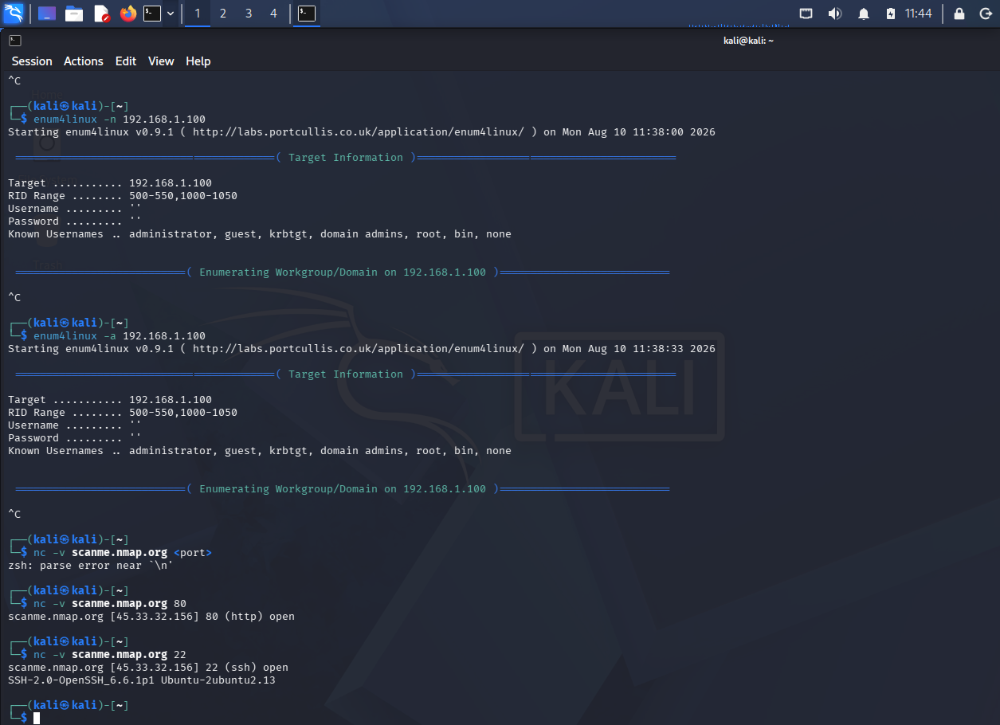 1 2 3 4 11:44
kali@kali: ~
Session Actions Edit View Help
^C
Home
┌──(kali㉿kali)-[~]
└─$ enum4linux -n 192.168.1.100
Starting enum4linux v0.9.1 ( http://labs.portcullis.co.uk/application/enum4linux/ ) on Mon Aug 10 11:38:00 2026
( Target Information )
Target ........... 192.168.1.100
RID Range ........ 500-550,1000-1050
Username ......... ''
Password ......... ''
Known Usernames .. administrator, guest, krbtgt, domain admins, root, bin, none
Trash
( Enumerating Workgroup/Domain on 192.168.1.100 )
^C
┌──(kali㉿kali)-[~]
└─$ enum4linux -a 192.168.1.100
Starting enum4linux v0.9.1 ( http://labs.portcullis.co.uk/application/enum4linux/ ) on Mon Aug 10 11:38:33 2026
( Target Information )
KALI
Target ........... 192.168.1.100
RID Range ........ 500-550,1000-1050
Username ......... ''
Password ......... ''
Known Usernames .. administrator, guest, krbtgt, domain admins, root, bin, none
( Enumerating Workgroup/Domain on 192.168.1.100 )
^C
┌──(kali㉿kali)-[~]
└─$ nc -v scanme.nmap.org <port>
zsh: parse error near `\n'
┌──(kali㉿kali)-[~]
└─$ nc -v scanme.nmap.org 80
scanme.nmap.org [45.33.32.156] 80 (http) open
┌──(kali㉿kali)-[~]
└─$ nc -v scanme.nmap.org 22
scanme.nmap.org [45.33.32.156] 22 (ssh) open
SSH-2.0-OpenSSH_6.6.1p1 Ubuntu-2ubuntu2.13
┌──(kali㉿kali)-[~]
└─$